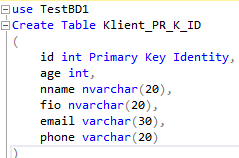 use TestBD1
Create Table Klient_PR_K_ID
(
id int Primary Key Identity,
age int,
nname nvarchar(20),
fio nvarchar(20),
email varchar(30),
phone varchar(20)
)